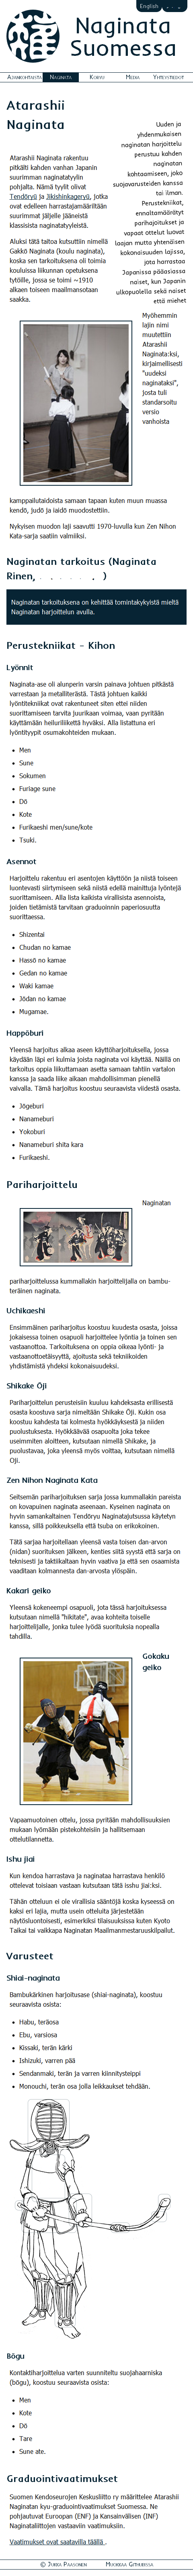 English
Naginata
Suomessa
Ajankohtaista Naginata Koryu Media Yhteystiedot
Atarashii
Naginata
Uuden ja
yhdenmukaisen
naginatan harjoittelu
perustuu kahden
kohtaamiseen, joko
suojavarusteiden kanssa
tai ilman.
Perustekniikat,
ennaltamäärätyt
pariharjoitukset ja
vapaat ottelut luovat
laajan mutta yhtenäisen
kokonaisuuden lajissa,
jota harrastaa
Japanissa pääasiassa
naiset, kun Japanin
ulkopuolella sekä naiset
että miehet
Atarashii Naginata rakentuu
pitkälti kahden vanhan Japanin
suurimman naginatatyylin
pohjalta. Nämä tyylit olivat
Tendōryū ja Jikishinkageryū, jotka
ovat edelleen harrastajamääriltään
suurimmat jäljelle jääneistä
klassisista naginatatyyleistä.
Aluksi tätä taitoa kutsuttiin nimellä
Gakkō Naginata (koulu naginata),
koska sen tarkoituksena oli toimia
kouluissa liikunnan opetuksena
tytöille, jossa se toimi ~1910
alkaen toiseen maailmansotaan
saakka.
Myöhemmin
lajin nimi
muutettiin
Atarashii
Naginata:ksi,
kirjaimellisesti
"uudeksi
naginataksi",
josta tuli
standarsoitu
versio
vanhoista
kamppailutaidoista samaan tapaan kuten muun muassa
kendō, judō ja iaidō muodostettiin.
Nykyisen muodon laji saavutti 1970-luvulla kun Zen Nihon
Kata-sarja saatiin valmiiksi.
Naginatan tarkoitus (Naginata
Rinen, )
Naginatan tarkoituksena on kehittää tomintakykyistä mieltä
Naginatan harjoittelun avulla.
Perustekniikat – Kihon
Lyönnit
Naginata-ase oli alunperin varsin painava johtuen pitkästä
varrestaan ja metalliterästä. Tästä johtuen kaikki
lyöntitekniikat ovat rakentuneet siten ettei niiden
suorittamiseen tarvita juurikaan voimaa, vaan pyritään
käyttämään heiluriliikettä hyväksi. Alla listattuna eri
lyöntityypit osumakohteiden mukaan.
Men
Sune
Sokumen
Furiage sune
Dō
Kote
Furikaeshi men/sune/kote
Tsuki.
Asennot
Harjoittelu rakentuu eri asentojen käyttöön ja niistä toiseen
luontevasti siirtymiseen sekä niistä edellä mainittuja lyöntejä
suorittamiseen. Alla lista kaikista virallisista asennoista,
joiden tietämistä tarvitaan graduoinnin paperiosuutta
suorittaessa.
Shizentai
Chudan no kamae
Hassō no kamae
Gedan no kamae
Waki kamae
Jōdan no kamae
Mugamae.
Happōburi
Yleensä harjoitus alkaa aseen käyttöharjoituksella, jossa
käydään läpi eri kulmia joista naginata voi käyttää. Näillä on
tarkoitus oppia liikuttamaan asetta samaan tahtiin vartalon
kanssa ja saada liike aikaan mahdollisimman pienellä
vaivalla. Tämä harjoitus koostuu seuraavista viidestä osasta.
Jōgeburi
Nanameburi
Yokoburi
Nanameburi shita kara
Furikaeshi.
Pariharjoittelu
Naginatan
pariharjoittelussa kummallakin harjoittelijalla on bambu-
teräinen naginata.
Uchikaeshi
Ensimmäinen pariharjoitus koostuu kuudesta osasta, jossa
jokaisessa toinen osapuoli harjoittelee lyöntia ja toinen sen
vastaanottoa. Tarkoituksena on oppia oikeaa lyönti- ja
vastaanottoetäisyyttä, ajoitusta sekä tekniikoiden
yhdistämistä yhdeksi kokonaisuudeksi.
Shikake Ōji
Pariharjoittelun perusteisiin kuuluu kahdeksasta erillisestä
osasta koostuva sarja nimeltään Shikake Ōji. Kukin osa
koostuu kahdesta tai kolmesta hyökkäyksestä ja niiden
puolustuksesta. Hyökkäävää osapuolta joka tekee
useimmiten aloitteen, kutsutaan nimellä Shikake, ja
puolustavaa, joka yleensä myös voittaa, kutsutaan nimellä
Oji.
Zen Nihon Naginata Kata
Seitsemän pariharjoituksen sarja jossa kummallakin pareista
on kovapuinen naginata aseenaan. Kyseinen naginata on
hyvin samankaltainen Tendōryu Naginatajutsussa käytetyn
kanssa, sillä poikkeuksella että tsuba on erikokoinen.
Tätä sarjaa harjoitellaan yleensä vasta toisen dan-arvon
(nidan) suorituksen jälkeen, kenties siitä syystä että sarja on
teknisesti ja taktiikaltaan hyvin vaativa ja että sen osaamista
vaaditaan kolmannesta dan-arvosta ylöspäin.
Kakari geiko
Yleensä kokeneempi osapuoli, jota tässä harjoituksessa
kutsutaan nimellä "hikitate", avaa kohteita toiselle
harjoittelijalle, jonka tulee lyödä suorituksia nopealla
tahdilla.
Gokaku
geiko
Vapaamuotoinen ottelu, jossa pyritään mahdollisuuksien
mukaan lyömään pistekohteisiin ja hallitsemaan
ottelutilannetta.
Ishu jiai
Kun kendoa harrastava ja naginataa harrastava henkilö
ottelevat toisiaan vastaan kutsutaan tätä isshu jiai:ksi.
Tähän otteluun ei ole virallisia sääntöjä koska kyseessä on
kaksi eri lajia, mutta usein otteluita järjestetään
näytösluontoisesti, esimerkiksi tilaisuuksissa kuten Kyoto
Taikai tai vaikkapa Naginatan Maailmanmestaruuskilpailut.
Varusteet
Shiai-naginata
Bambukärkinen harjoitusase (shiai-naginata), koostuu
seuraavista osista:
Habu, teräosa
Ebu, varsiosa
Kissaki, terän kärki
Ishizuki, varren pää
Sendanmaki, terän ja varren kiinnitysteippi
Monouchi, terän osa jolla leikkaukset tehdään.
Bōgu
Kontaktiharjoittelua varten suunniteltu suojahaarniska
(bōgu), koostuu seuraavista osista:
Men
Kote
Dō
Tare
Sune ate.
Graduointivaatimukset
Suomen Kendoseurojen Keskusliitto ry määrittelee Atarashii
Naginatan kyu-graduointivaatimukset Suomessa. Ne
pohjautuvat Euroopan (ENF) ja Kansainvälisen (INF)
Naginataliittojen vastaaviin vaatimuksiin.
Vaatimukset ovat saatavilla täällä .
© Jukka Paasonen Muokkaa GitHubissa